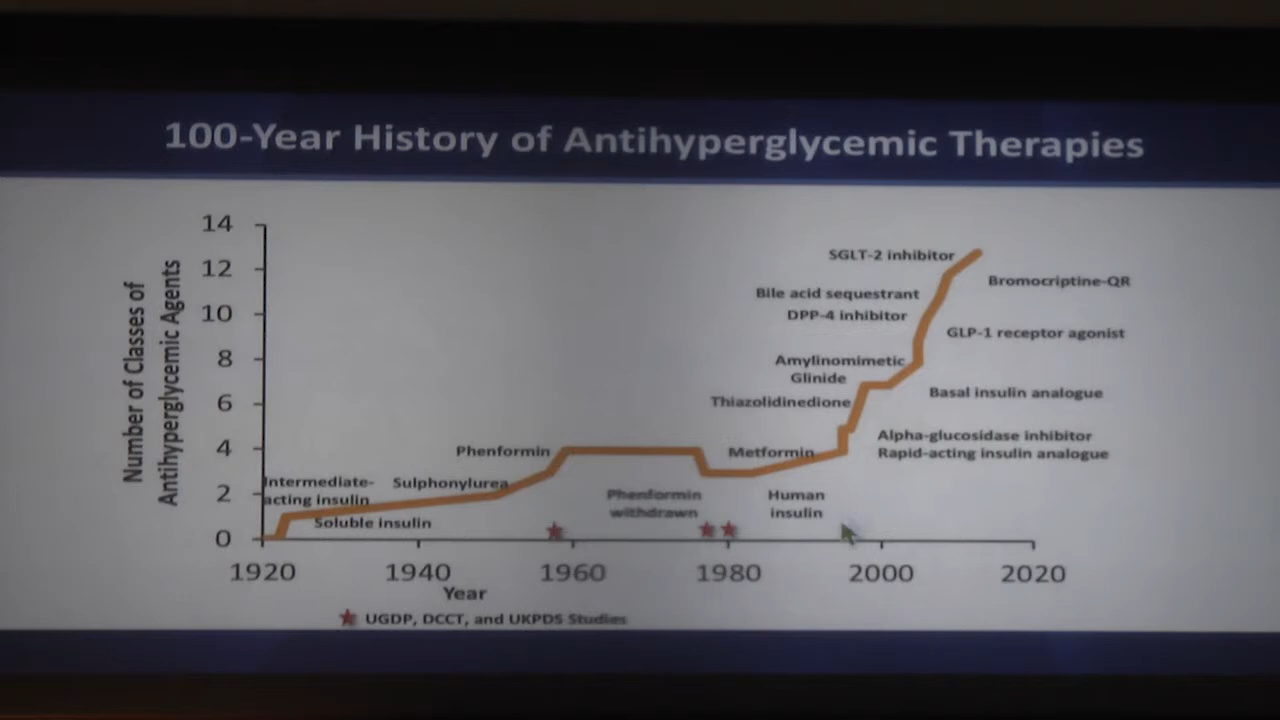 100-Year History of Antihyperglycemic Therapies
Number of Classes of
Antihyperglycemic Agents
14
12
10
8
6
4
2
0
SGLT-2 inhibitor
Bromocriptine-QR
Bile acid sequestrant
DPP-4 inhibitor
GLP-1 receptor agonist
Amylinomimetic
Glinide
Basal insulin analogue
Thiazolidinedione
Alpha-glucosidase inhibitor
Rapid-acting insulin analogue
Phenformin
Metformin
Intermediate-
acting insulin
Sulphonylurea
Phenformin
withdrawn
Human
insulin
Soluble insulin
1920
1940
1960
1980
2000
2020
Year
UGDP, DCCT, and UKPDS Studies